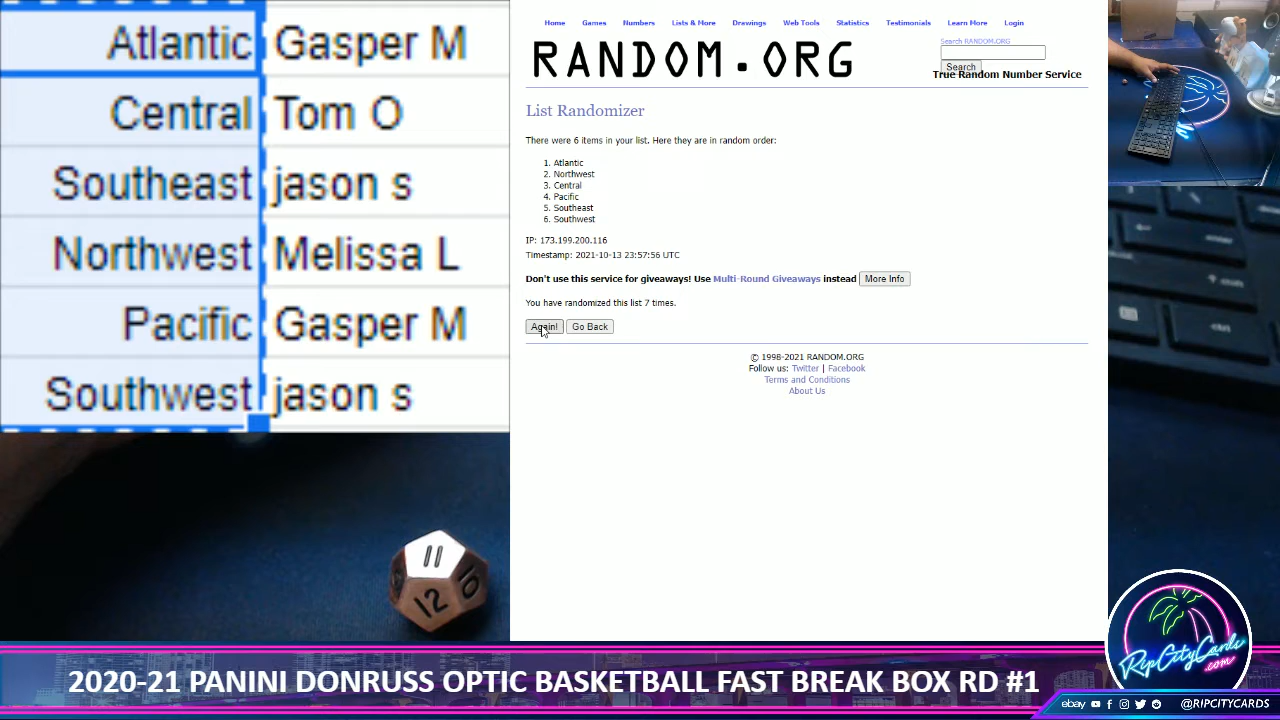 Atlantic Gasper M
Central Tom O
Southeast jason s
Northwest Melissa L
Pacific Gasper M
Southwest jason s
Home Games Numbers Lists & More Drawings Web Tools Statistics Testimonials Learn More Login
RANDOM.ORG
Search RANDOM.ORG
Search
True Random Number Service
List Randomizer
There were 6 items in your list. Here they are in random order:
1. Atlantic
2. Northwest
3. Central
4. Pacific
5. Southeast
6. Southwest
IP: 173.199.200.116
Timestamp: 2021-10-13 23:57:56 UTC
Don't use this service for giveaways! Use Multi-Round Giveaways instead More Info
You have randomized this list 7 times.
Again! Go Back
© 1998-2021 RANDOM.ORG
Follow us: Twitter | Facebook
Terms and Conditions
About Us
11
12
10
RipCityCards
.com
2020-21 PANINI DONRUSS OPTIC BASKETBALL FAST BREAK BOX RD #1
ebay @RIPCITYCARDS